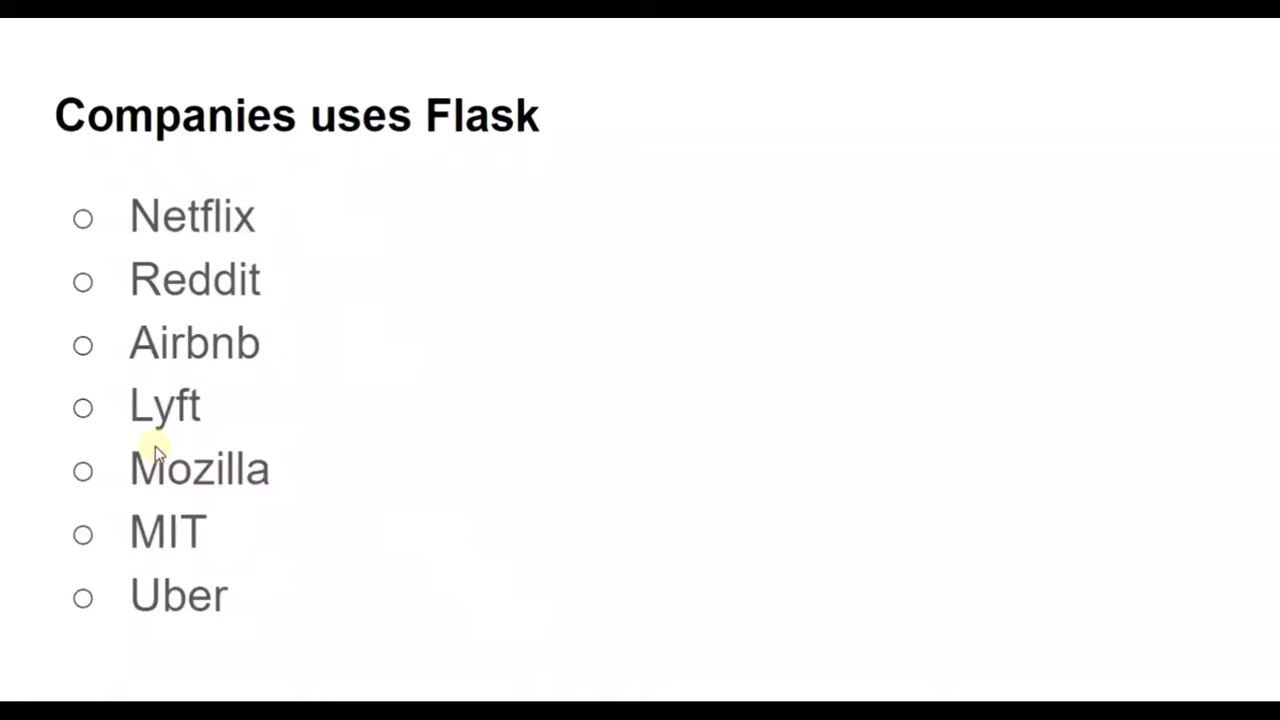 Companies uses Flask
Netflix
Reddit
Airbnb
Lyft
Mozilla
MIT
Uber